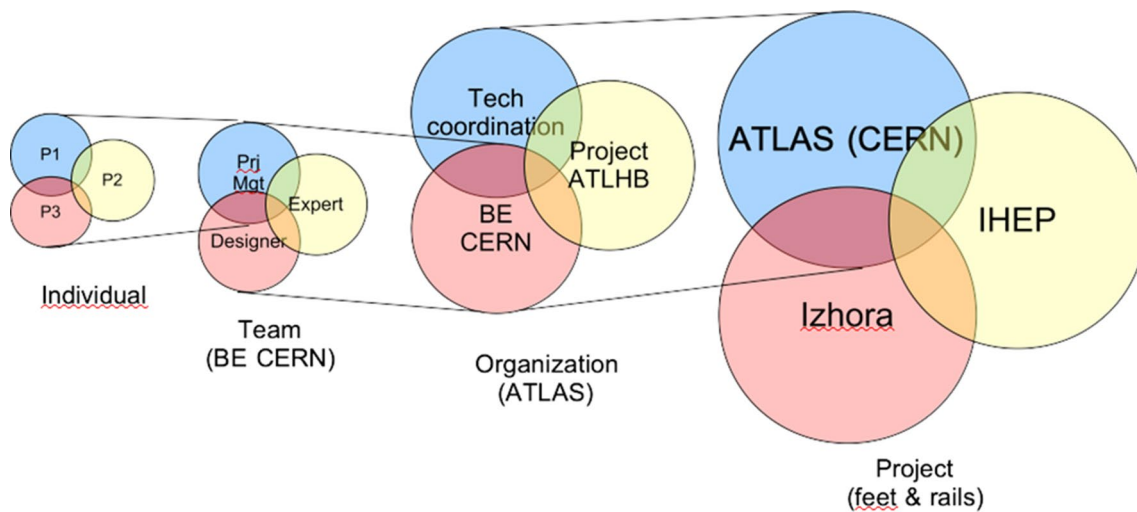 P1
P2
P3
Individual
Prj
Mgt
Expert
Designer
Team
(BE CERN)
Tech
coordination
Project
ATLHB
BE
CERN
Organization
(ATLAS)
ATLAS (CERN)
IHEP
Izhora
Project
(feet & rails)